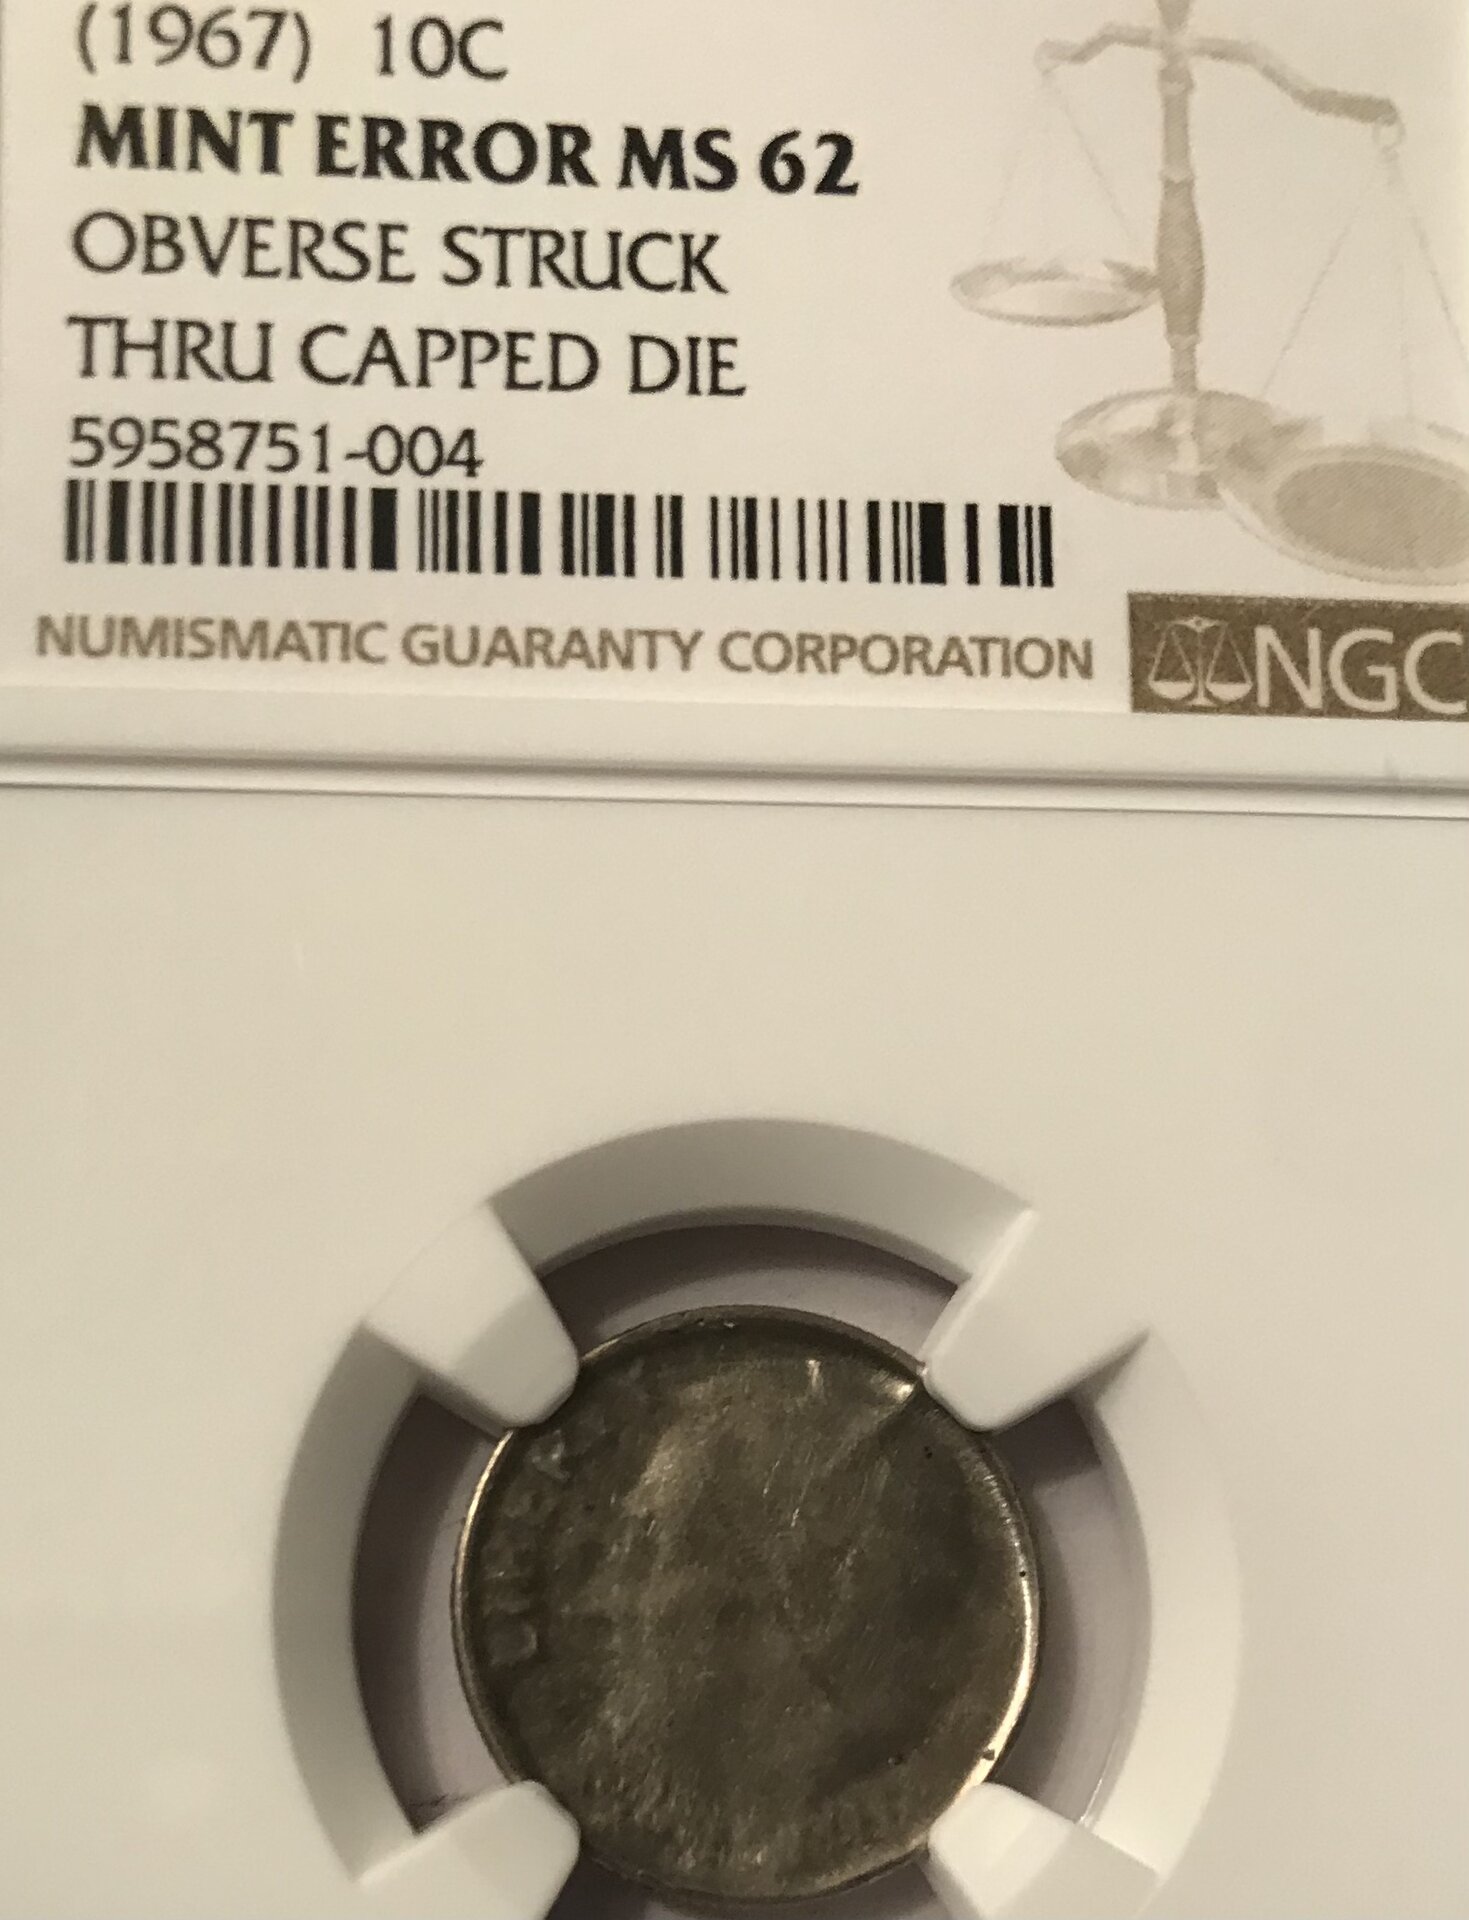 (1967) 10C
MINT ERROR MS 62
OBVERSE STRUCK
THRU CAPPED DIE
5958751-004
NUMISMATIC GUARANTY CORPORATION
NGC